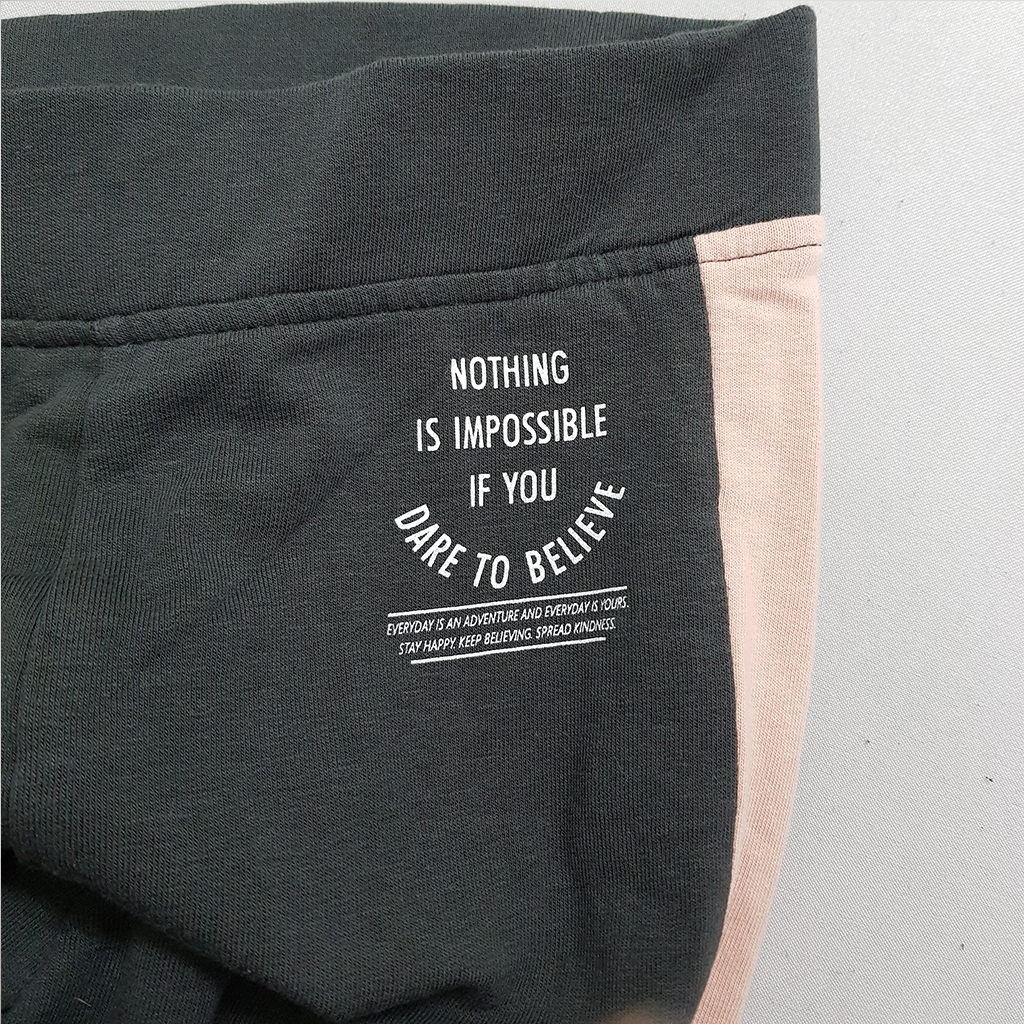 NOTHING
IS IMPOSSIBLE
IF YOU
DARE TO BELIEVE
EVERYDAY IS AN ADVENTURE AND EVERYDAY IS YOURS.
STAY HAPPY. KEEP BELIEVING. SPREAD KINDNESS.